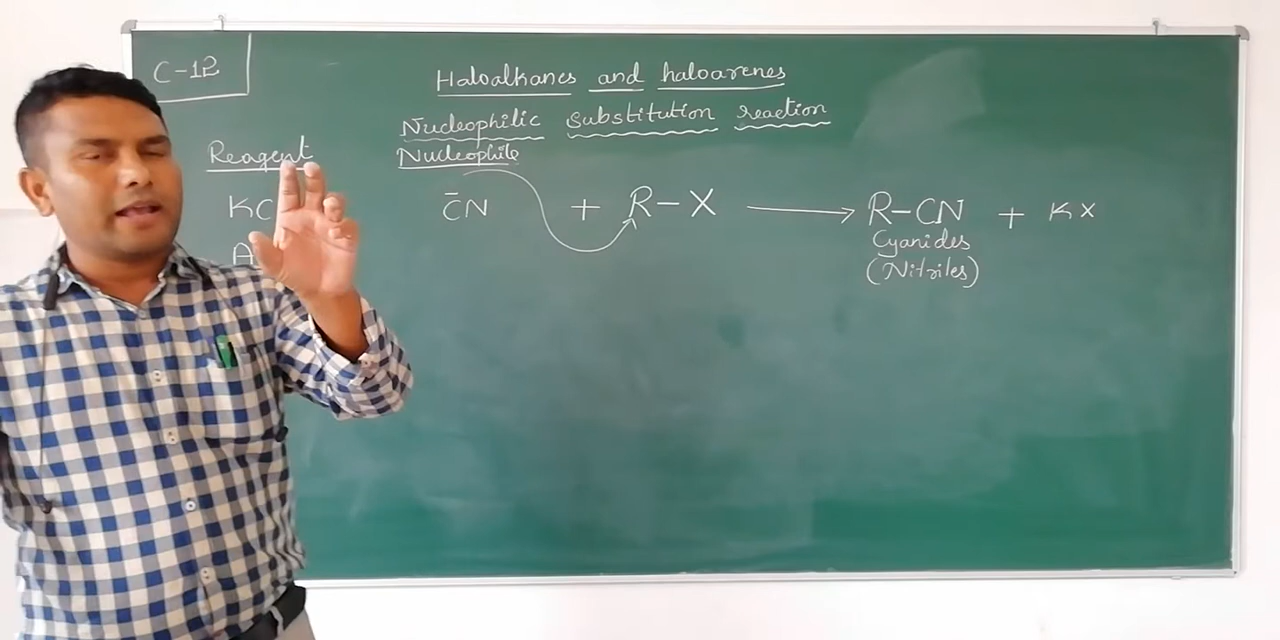 C-12
Haloalkanes and haloarenes
Nucleophilic substitution reaction
Reagent Nucleophile
KC C̄N + R-X ⟶ R-CN + KX
A Cyanides
(Nitriles)